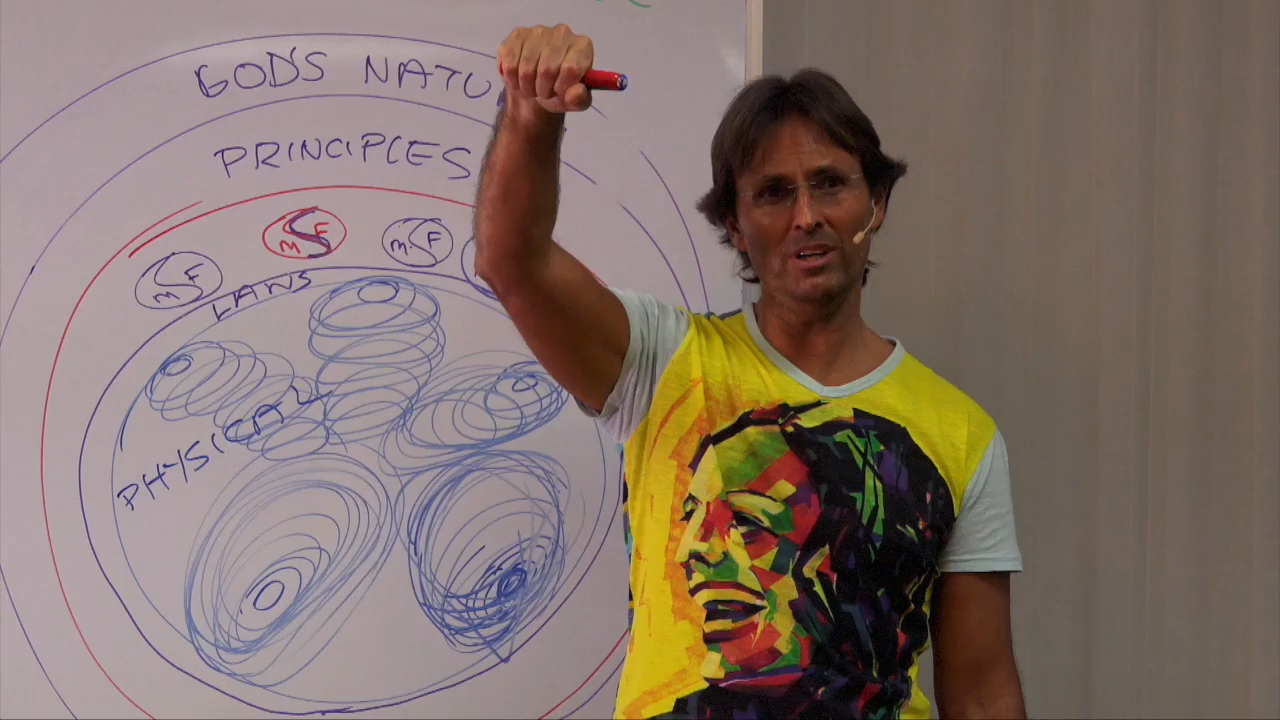 GOD'S NATU
PRINCIPLES
M S F
M S F
M S F
LAWS
PHYSICAL